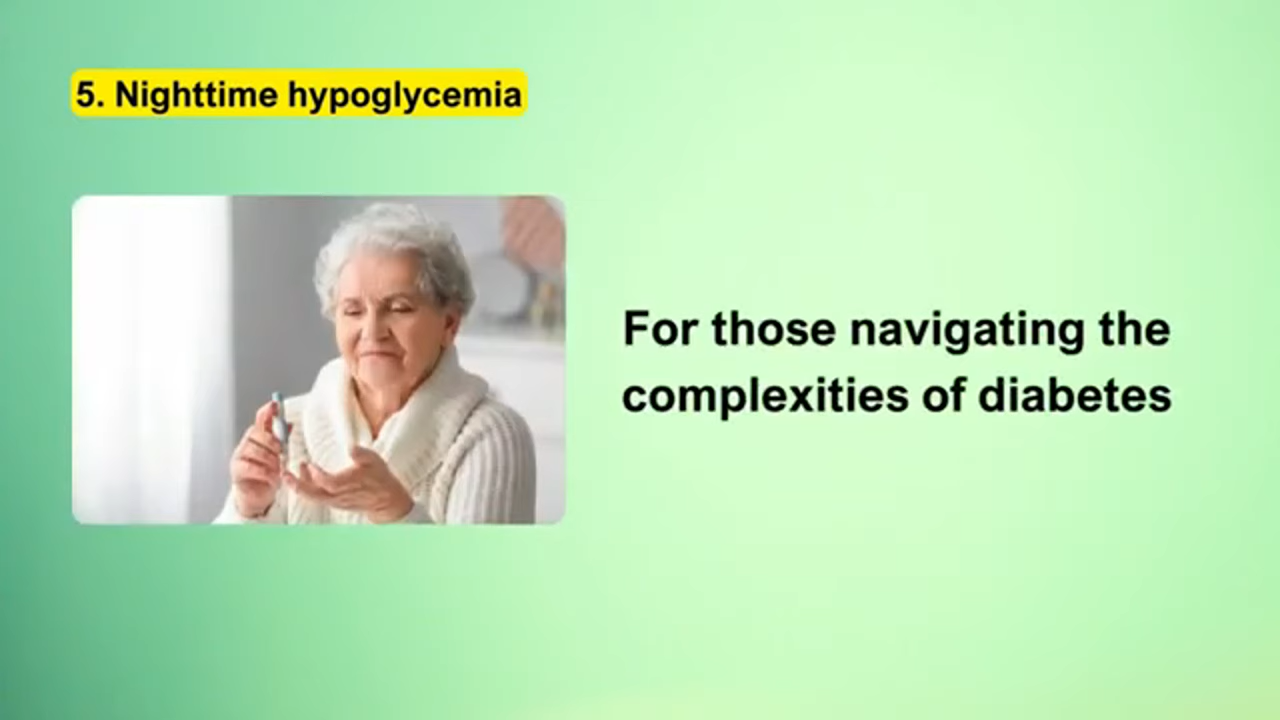 5. Nighttime hypoglycemia
For those navigating the
complexities of diabetes